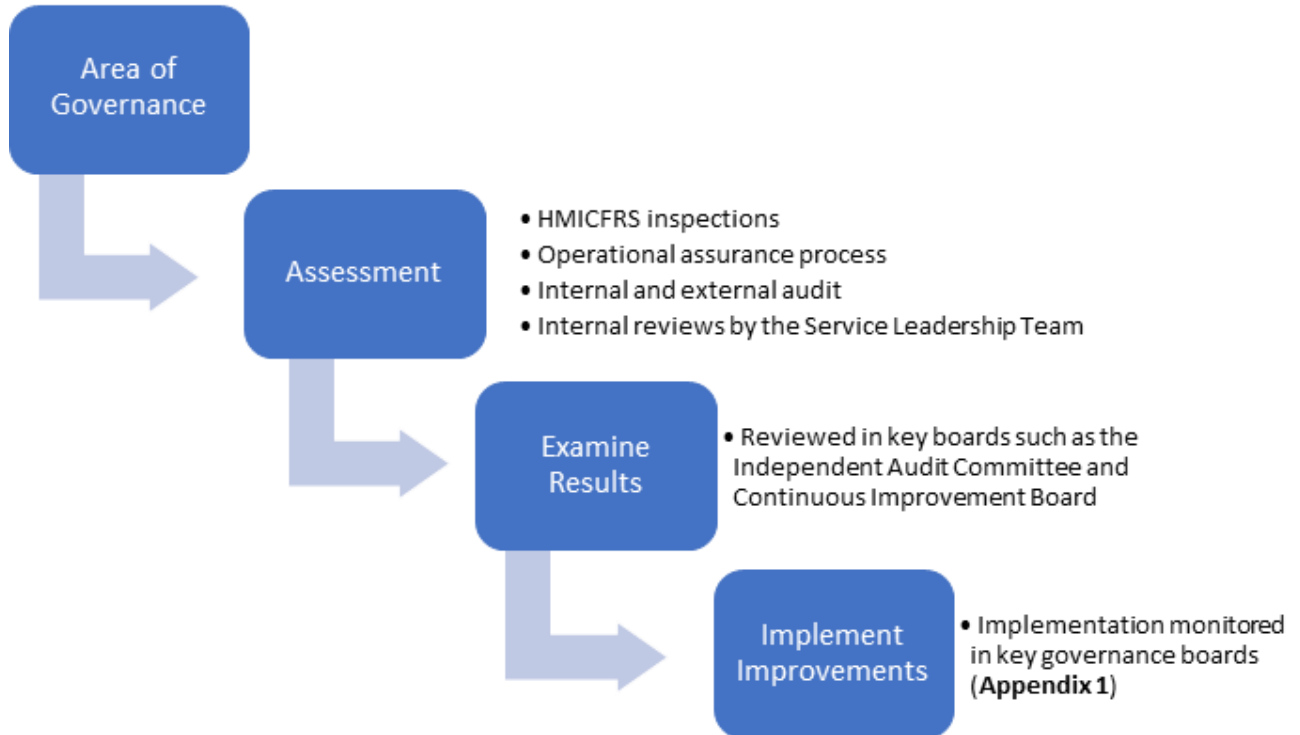 Area of
Governance
Assessment
• HMICFRS inspections
• Operational assurance process
• Internal and external audit
• Internal reviews by the Service Leadership Team
Examine
Results
• Reviewed in key boards such as the
Independent Audit Committee and
Continuous Improvement Board
Implement
Improvements
• Implementation monitored
in key governance boards
(Appendix 1)